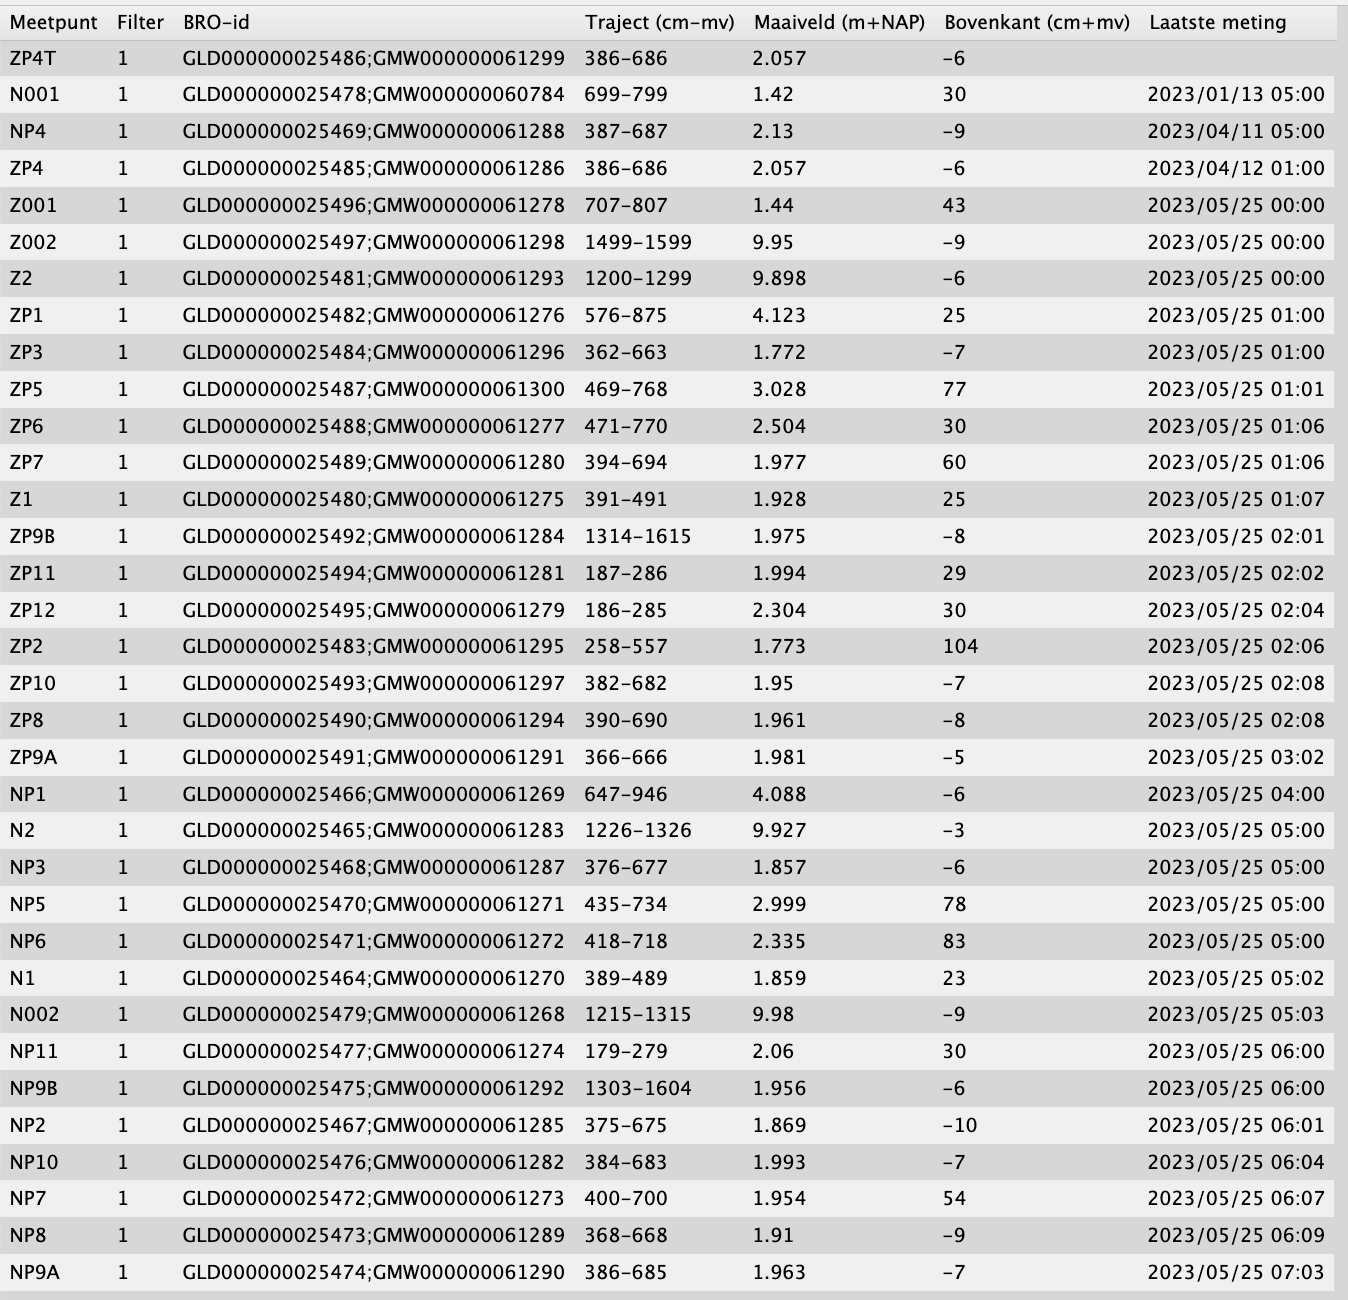 Meetpunt Filter BRO-id Traject (cm-mv) Maaiveld (m+NAP) Bovenkant (cm+mv) Laatste meting
ZP4T 1 GLD000000025486;GMW000000061299 386-686 2.057 -6
N001 1 GLD000000025478;GMW000000060784 699-799 1.42 30 2023/01/13 05:00
NP4 1 GLD000000025469;GMW000000061288 387-687 2.13 -9 2023/04/11 05:00
ZP4 1 GLD000000025485;GMW000000061286 386-686 2.057 -6 2023/04/12 01:00
Z001 1 GLD000000025496;GMW000000061278 707-807 1.44 43 2023/05/25 00:00
Z002 1 GLD000000025497;GMW000000061298 1499-1599 9.95 -9 2023/05/25 00:00
Z2 1 GLD000000025481;GMW000000061293 1200-1299 9.898 -6 2023/05/25 00:00
ZP1 1 GLD000000025482;GMW000000061276 576-875 4.123 25 2023/05/25 01:00
ZP3 1 GLD000000025484;GMW000000061296 362-663 1.772 -7 2023/05/25 01:00
ZP5 1 GLD000000025487;GMW000000061300 469-768 3.028 77 2023/05/25 01:01
ZP6 1 GLD000000025488;GMW000000061277 471-770 2.504 30 2023/05/25 01:06
ZP7 1 GLD000000025489;GMW000000061280 394-694 1.977 60 2023/05/25 01:06
Z1 1 GLD000000025480;GMW000000061275 391-491 1.928 25 2023/05/25 01:07
ZP9B 1 GLD000000025492;GMW000000061284 1314-1615 1.975 -8 2023/05/25 02:01
ZP11 1 GLD000000025494;GMW000000061281 187-286 1.994 29 2023/05/25 02:02
ZP12 1 GLD000000025495;GMW000000061279 186-285 2.304 30 2023/05/25 02:04
ZP2 1 GLD000000025483;GMW000000061295 258-557 1.773 104 2023/05/25 02:06
ZP10 1 GLD000000025493;GMW000000061297 382-682 1.95 -7 2023/05/25 02:08
ZP8 1 GLD000000025490;GMW000000061294 390-690 1.961 -8 2023/05/25 02:08
ZP9A 1 GLD000000025491;GMW000000061291 366-666 1.981 -5 2023/05/25 03:02
NP1 1 GLD000000025466;GMW000000061269 647-946 4.088 -6 2023/05/25 04:00
N2 1 GLD000000025465;GMW000000061283 1226-1326 9.927 -3 2023/05/25 05:00
NP3 1 GLD000000025468;GMW000000061287 376-677 1.857 -6 2023/05/25 05:00
NP5 1 GLD000000025470;GMW000000061271 435-734 2.999 78 2023/05/25 05:00
NP6 1 GLD000000025471;GMW000000061272 418-718 2.335 83 2023/05/25 05:00
N1 1 GLD000000025464;GMW000000061270 389-489 1.859 23 2023/05/25 05:02
N002 1 GLD000000025479;GMW000000061268 1215-1315 9.98 -9 2023/05/25 05:03
NP11 1 GLD000000025477;GMW000000061274 179-279 2.06 30 2023/05/25 06:00
NP9B 1 GLD000000025475;GMW000000061292 1303-1604 1.956 -6 2023/05/25 06:00
NP2 1 GLD000000025467;GMW000000061285 375-675 1.869 -10 2023/05/25 06:01
NP10 1 GLD000000025476;GMW000000061282 384-683 1.993 -7 2023/05/25 06:04
NP7 1 GLD000000025472;GMW000000061273 400-700 1.954 54 2023/05/25 06:07
NP8 1 GLD000000025473;GMW000000061289 368-668 1.91 -9 2023/05/25 06:09
NP9A 1 GLD000000025474;GMW000000061290 386-685 1.963 -7 2023/05/25 07:03